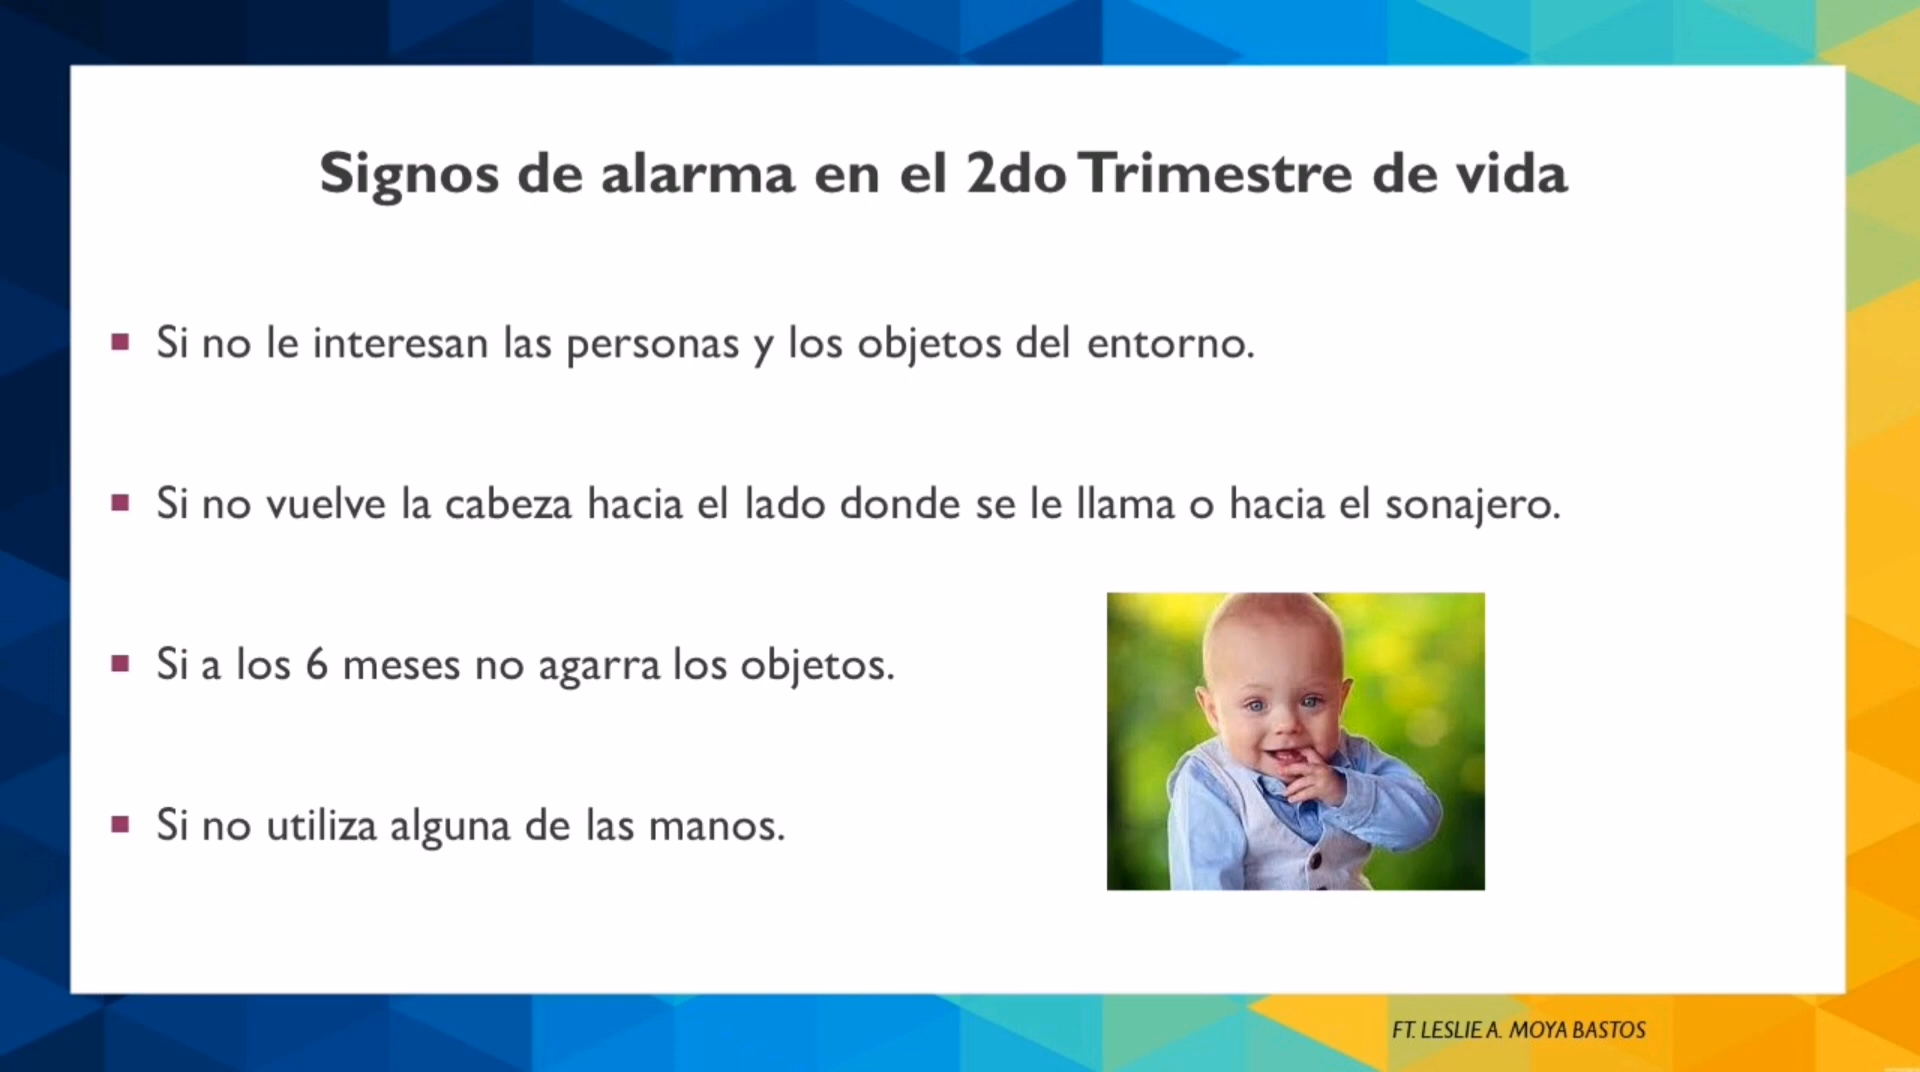 Signos de alarma en el 2do Trimestre de vida
Si no le interesan las personas y los objetos del entorno.
Si no vuelve la cabeza hacia el lado donde se le llama o hacia el sonajero.
Si a los 6 meses no agarra los objetos.
Si no utiliza alguna de las manos.
FT. LESLIE A. MOYA BASTOS